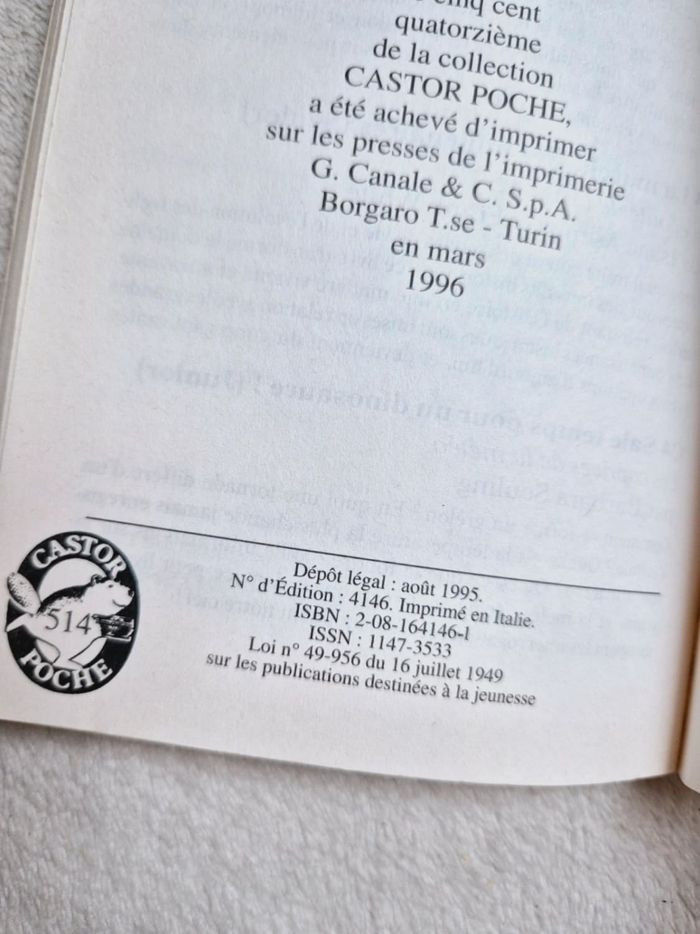 cinq cent
quatorzième
de la collection
CASTOR POCHE,
a été achevé d'imprimer
sur les presses de l'imprimerie
G. Canale & C. S.p.A.
Borgaro T.se - Turin
en mars
1996
CASTOR
514
POCHE
Dépôt légal : août 1995.
N° d'Édition : 4146. Imprimé en Italie.
ISBN : 2-08-164146-1
ISSN : 1147-3533
Loi n° 49-956 du 16 juillet 1949
sur les publications destinées à la jeunesse